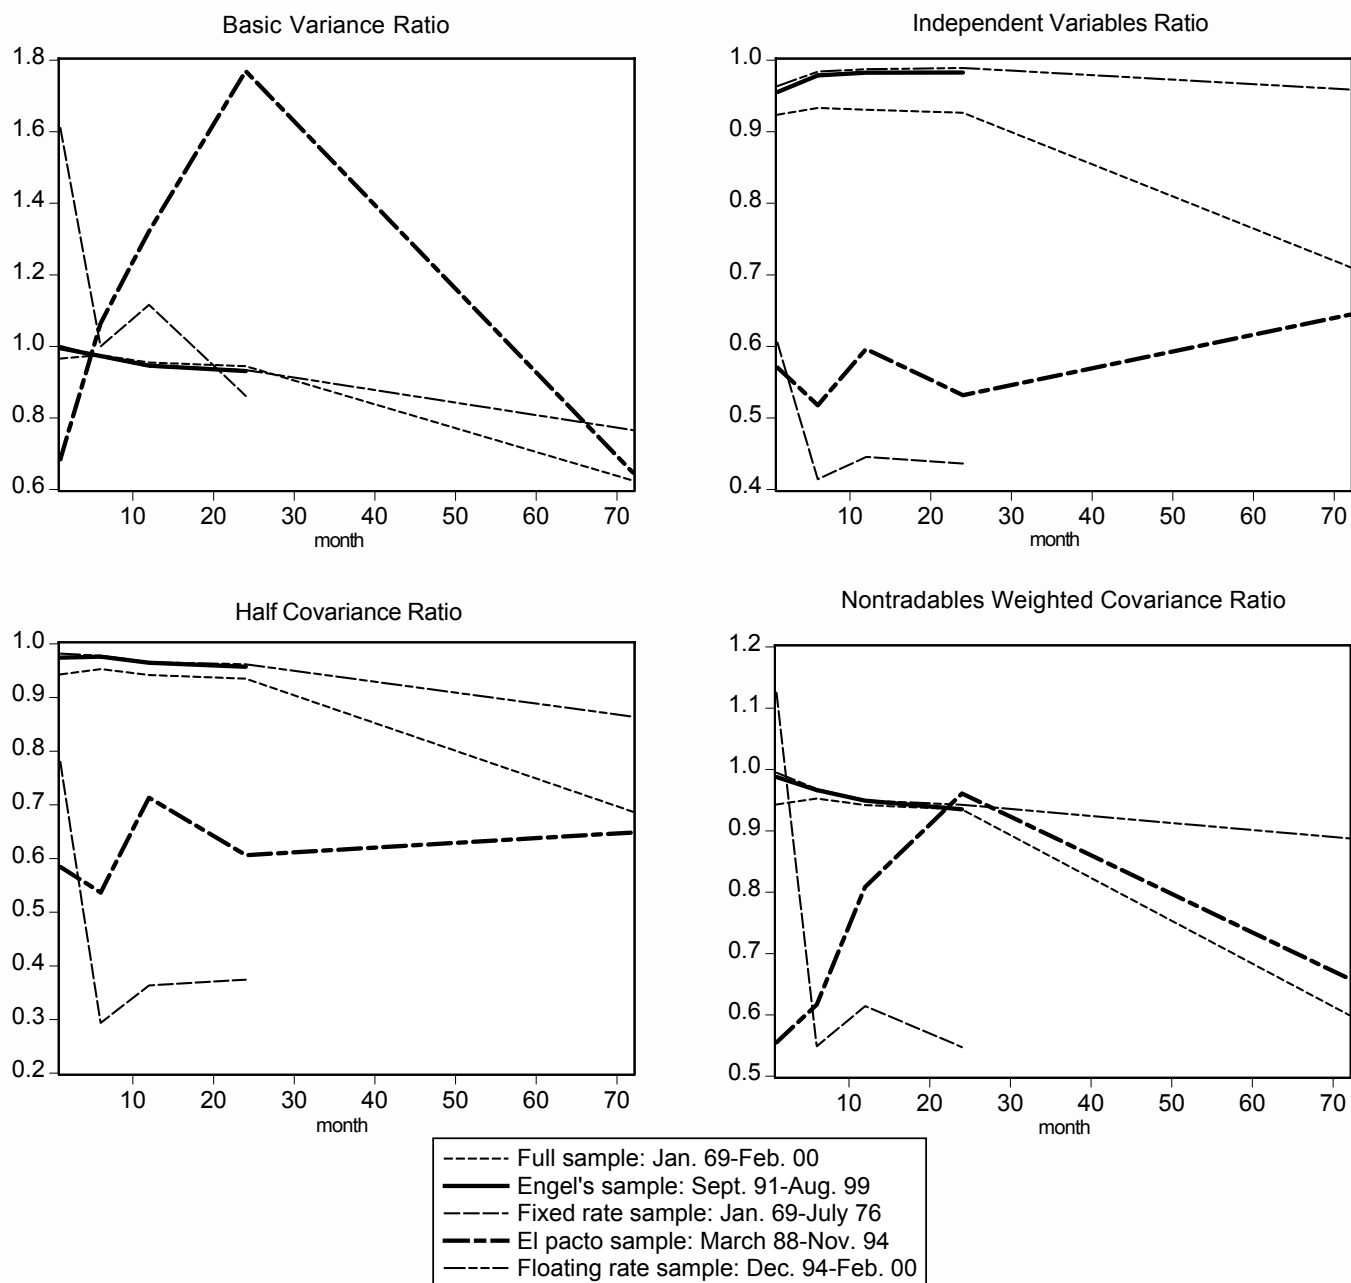 Basic Variance Ratio
1.8
1.6
1.4
1.2
1.0
0.8
0.6
10 20 30 40 50 60 70
month
Independent Variables Ratio
1.0
0.9
0.8
0.7
0.6
0.5
0.4
10 20 30 40 50 60 70
month
Half Covariance Ratio
1.0
0.9
0.8
0.7
0.6
0.5
0.4
0.3
0.2
10 20 30 40 50 60 70
month
Nontradables Weighted Covariance Ratio
1.2
1.1
1.0
0.9
0.8
0.7
0.6
0.5
10 20 30 40 50 60 70
month
Full sample: Jan. 69-Feb. 00
Engel's sample: Sept. 91-Aug. 99
Fixed rate sample: Jan. 69-July 76
El pacto sample: March 88-Nov. 94
Floating rate sample: Dec. 94-Feb. 00